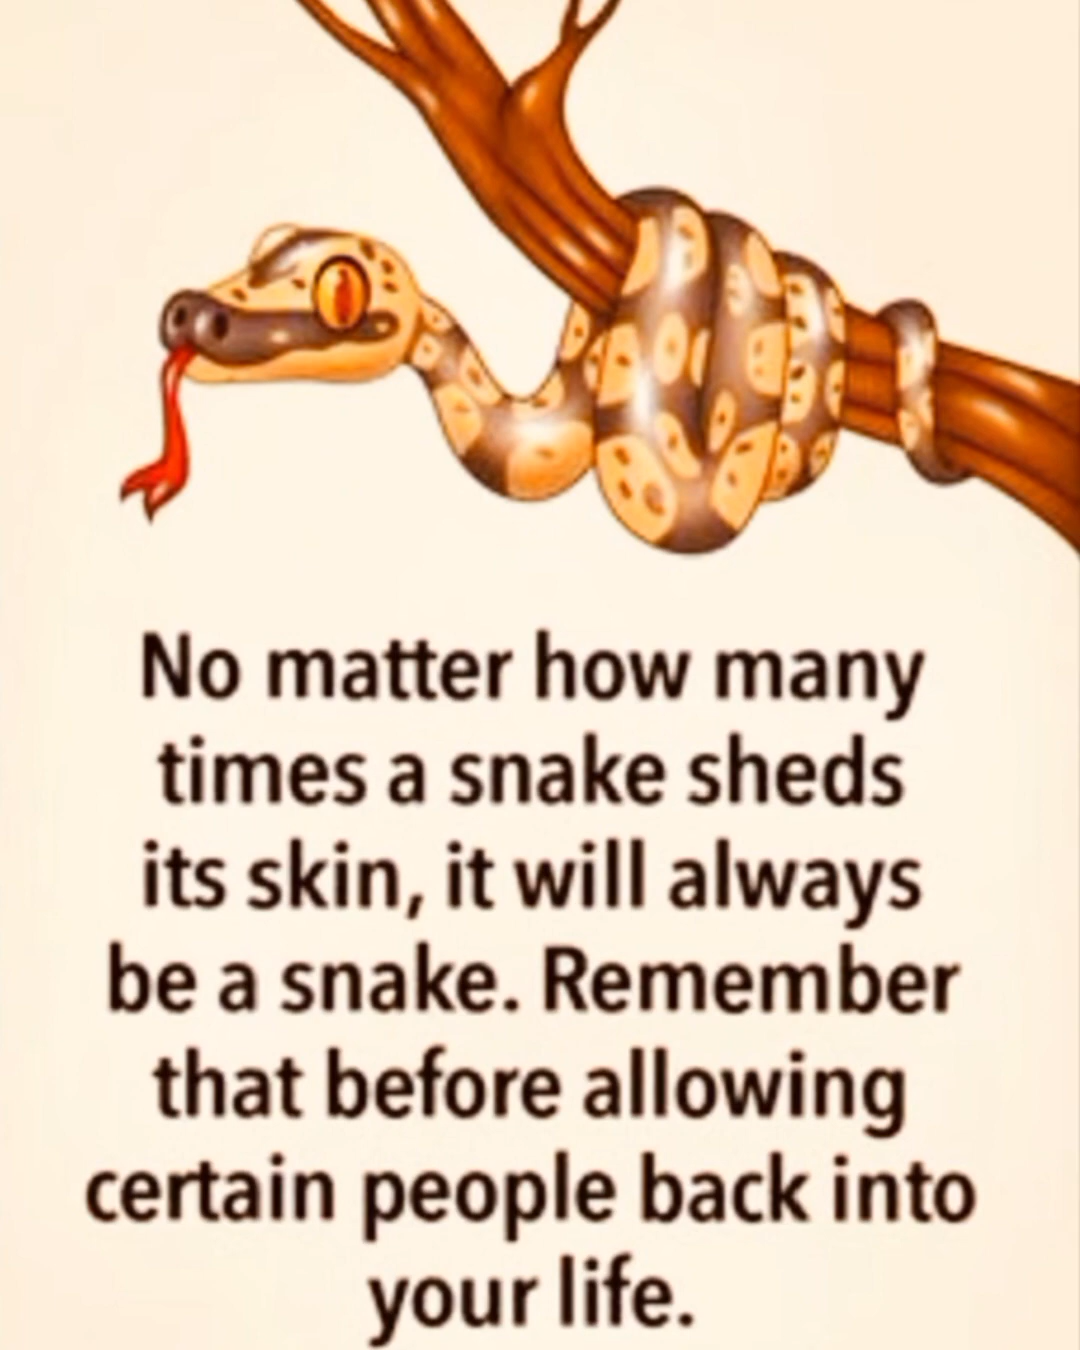 No matter how many
times a snake sheds
its skin, it will always
be a snake. Remember
that before allowing
certain people back into
your life.